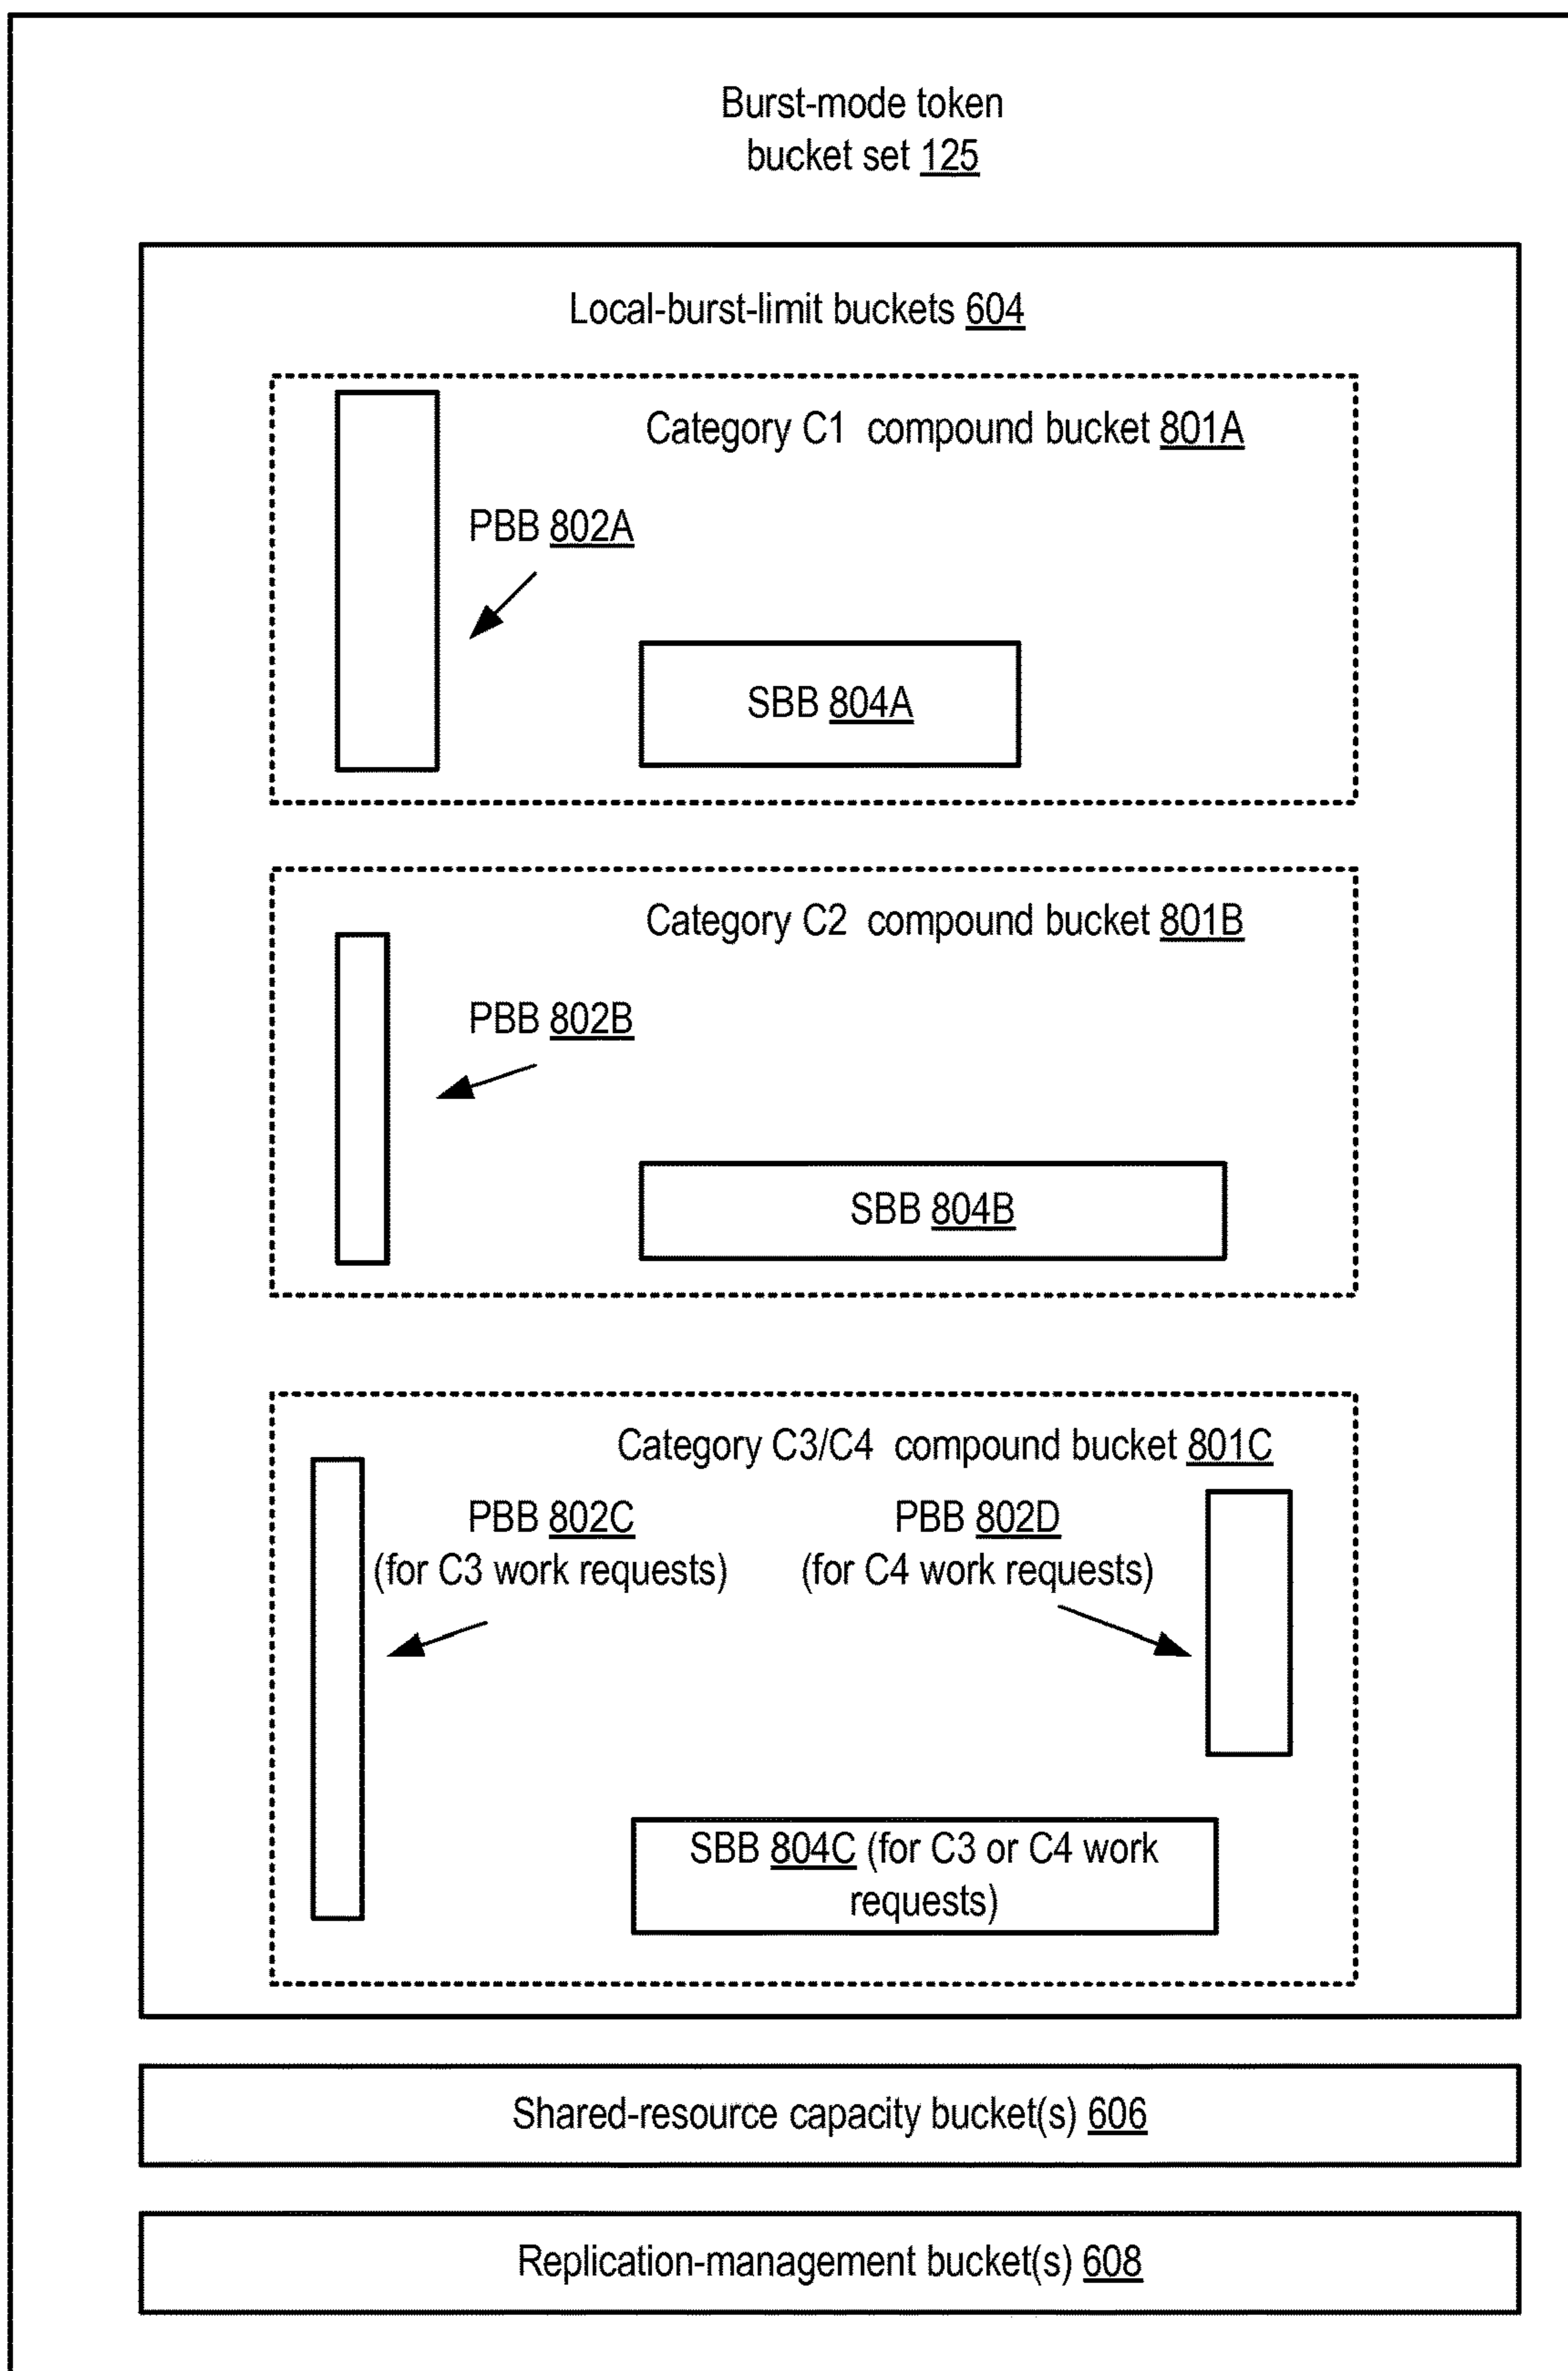 Burst-mode token
bucket set 125
Local-burst-limit buckets 604
Category C1 compound bucket 801A
PBB 802A
SBB 804A
Category C2 compound bucket 801B
PBB 802B
SBB 804B
Category C3/C4 compound bucket 801C
PBB 802C
(for C3 work requests)
PBB 802D
(for C4 work requests)
SBB 804C (for C3 or C4 work
requests)
Shared-resource capacity bucket(s) 606
Replication-management bucket(s) 608